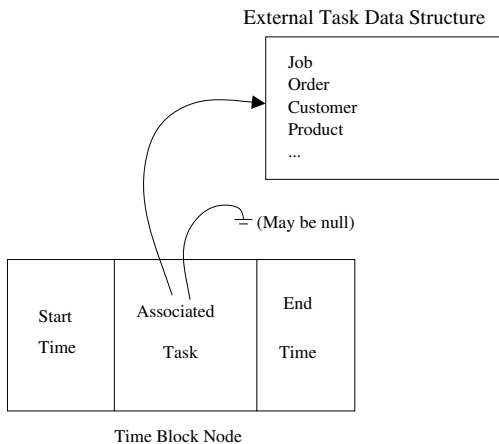 External Task Data Structure
Job
Order
Customer
Product
...
(May be null)
Start
Time
Associated
Task
End
Time
Time Block Node